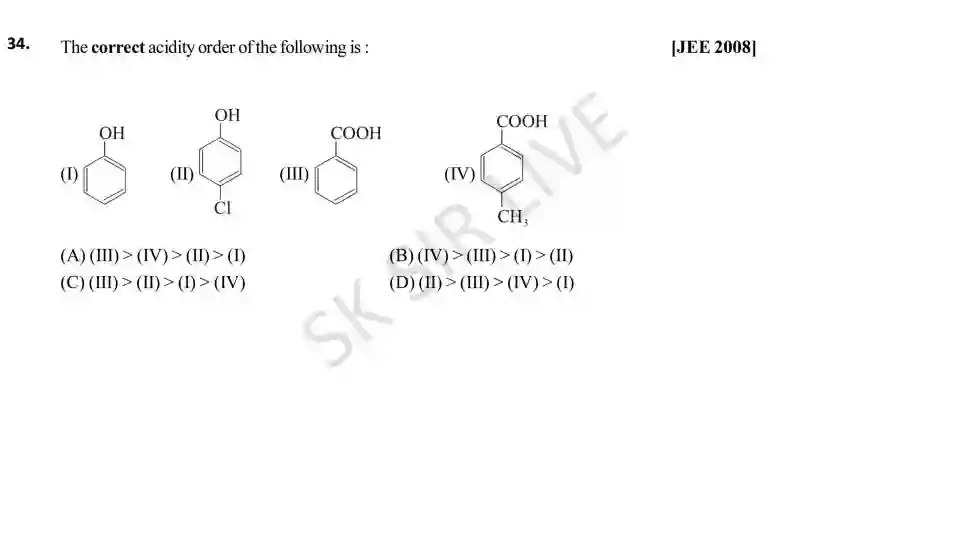 34. The correct acidity order of the following is : [JEE 2008]
OH OH COOH COOH
(I) (II) (III) (IV)
Cl CH₃
(A) (III) > (IV) > (II) > (I) (B) (IV) > (III) > (I) > (II)
(C) (III) > (II) > (I) > (IV) (D) (II) > (III) > (IV) > (I)
SK SIR LIVE